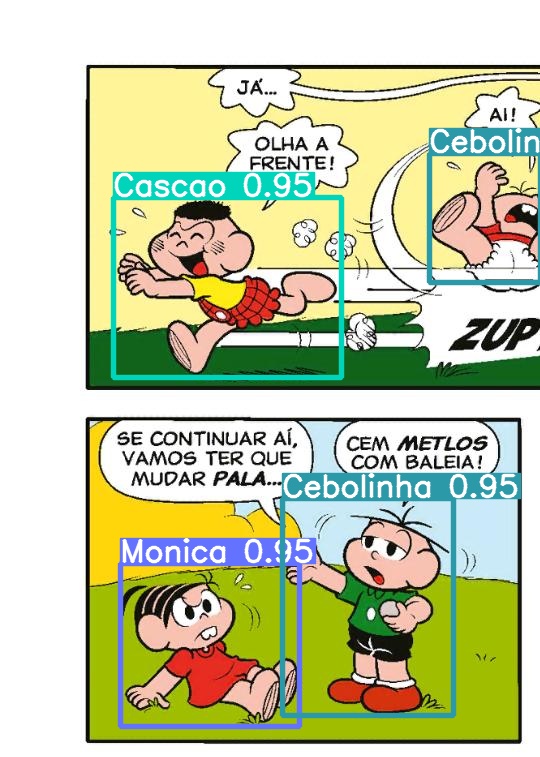 JÁ...
AI!
OLHA A
FRENTE!
Cebolin
Cascao 0.95
ZUP
SE CONTINUAR AÍ,
VAMOS TER QUE
MUDAR PALA...
CEM METLOS
COM BALEIA!
Cebolinha 0.95
Monica 0.95